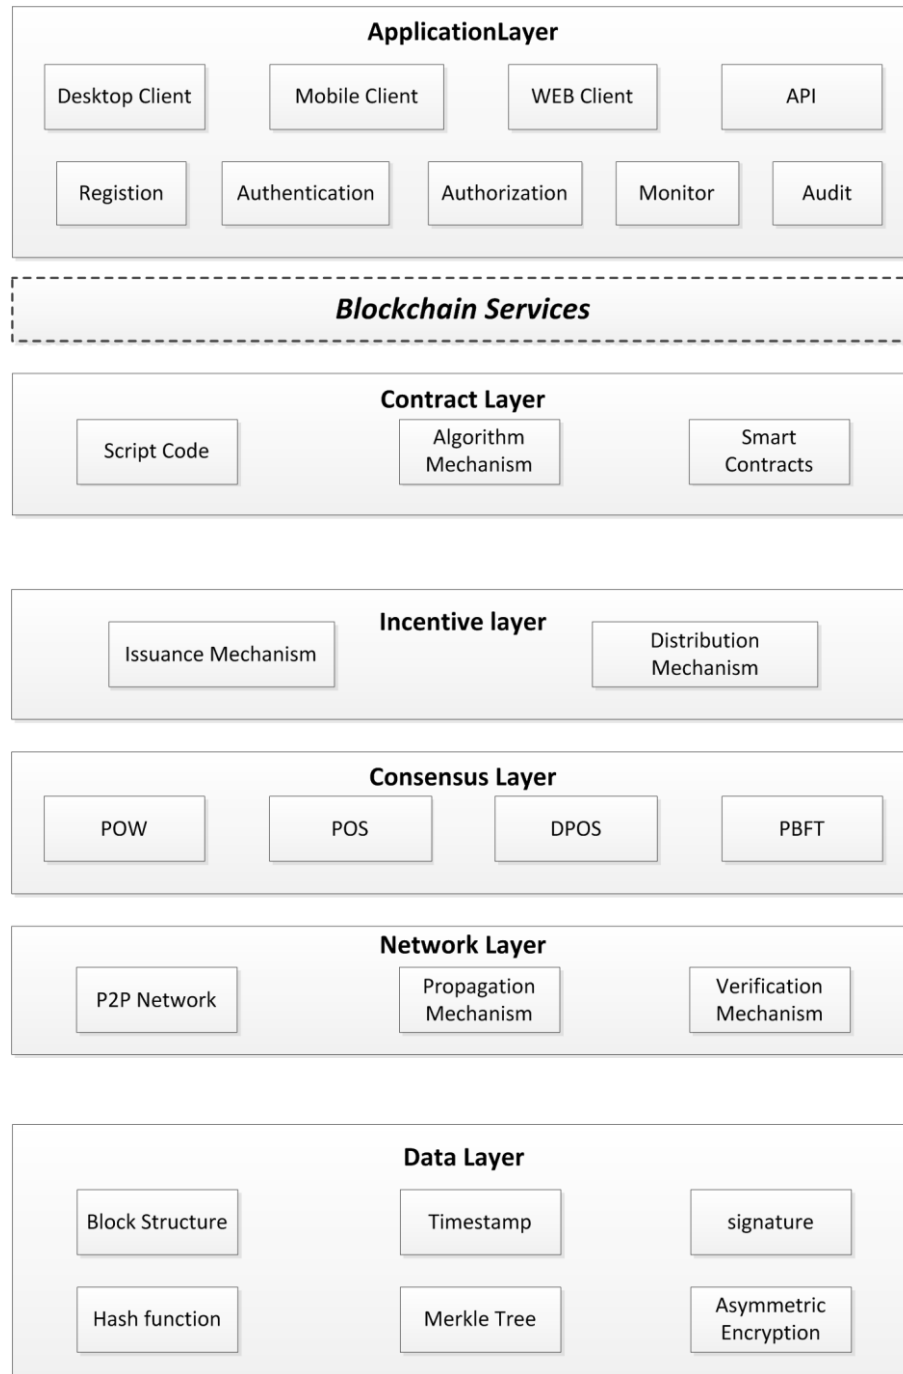 ApplicationLayer
Desktop Client
Mobile Client
WEB Client
API
Registion
Authentication
Authorization
Monitor
Audit
Blockchain Services
Contract Layer
Script Code
Algorithm
Mechanism
Smart
Contracts
Incentive layer
Issuance Mechanism
Distribution
Mechanism
Consensus Layer
POW
POS
DPOS
PBFT
Network Layer
P2P Network
Propagation
Mechanism
Verification
Mechanism
Data Layer
Block Structure
Timestamp
signature
Hash function
Merkle Tree
Asymmetric
Encryption